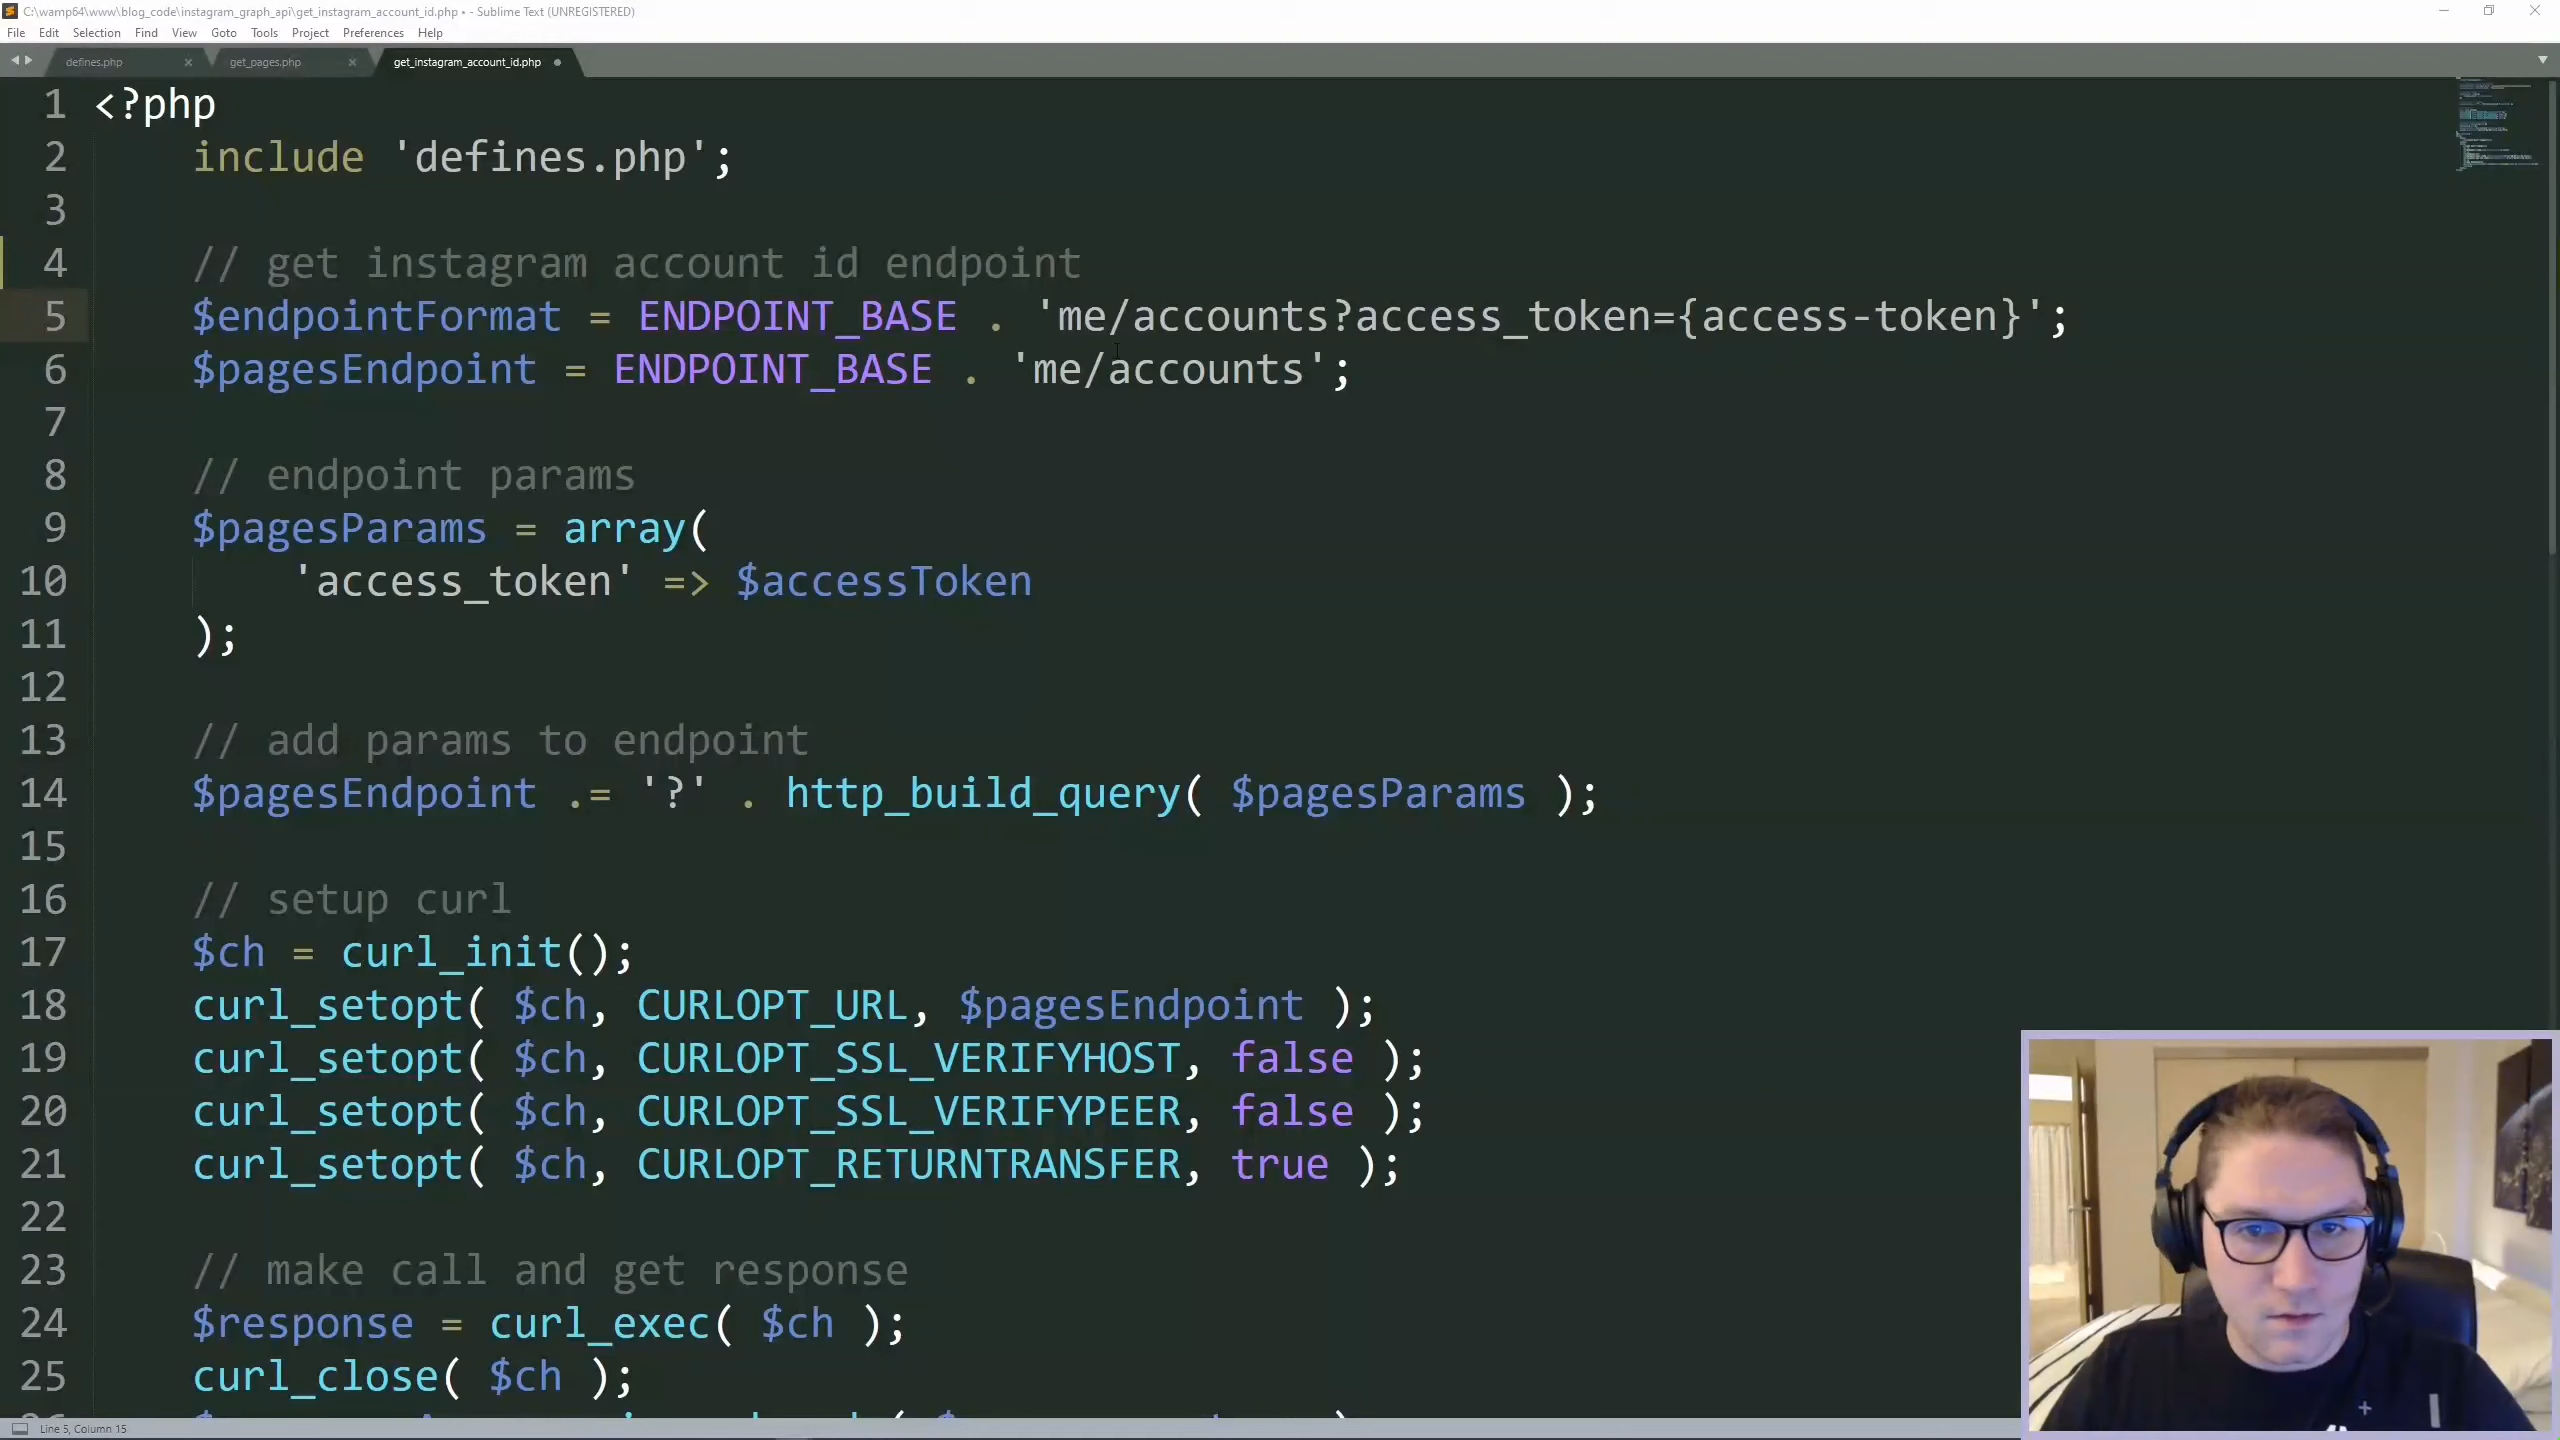 C:\wamp64\www\blog_code\instagram_graph_api\get_instagram_account_id.php • - Sublime Text (UNREGISTERED)
File Edit Selection Find View Goto Tools Project Preferences Help
defines.php get_pages.php get_instagram_account_id.php
1 <?php
2 include 'defines.php';
3
4 // get instagram account id endpoint
5 $endpointFormat = ENDPOINT_BASE . 'me/accounts?access_token={access-token}';
6 $pagesEndpoint = ENDPOINT_BASE . 'me/accounts';
7
8 // endpoint params
9 $pagesParams = array(
10 'access_token' => $accessToken
11 );
12
13 // add params to endpoint
14 $pagesEndpoint .= '?' . http_build_query( $pagesParams );
15
16 // setup curl
17 $ch = curl_init();
18 curl_setopt( $ch, CURLOPT_URL, $pagesEndpoint );
19 curl_setopt( $ch, CURLOPT_SSL_VERIFYHOST, false );
20 curl_setopt( $ch, CURLOPT_SSL_VERIFYPEER, false );
21 curl_setopt( $ch, CURLOPT_RETURNTRANSFER, true );
22
23 // make call and get response
24 $response = curl_exec( $ch );
25 curl_close( $ch );
Line 5, Column 15